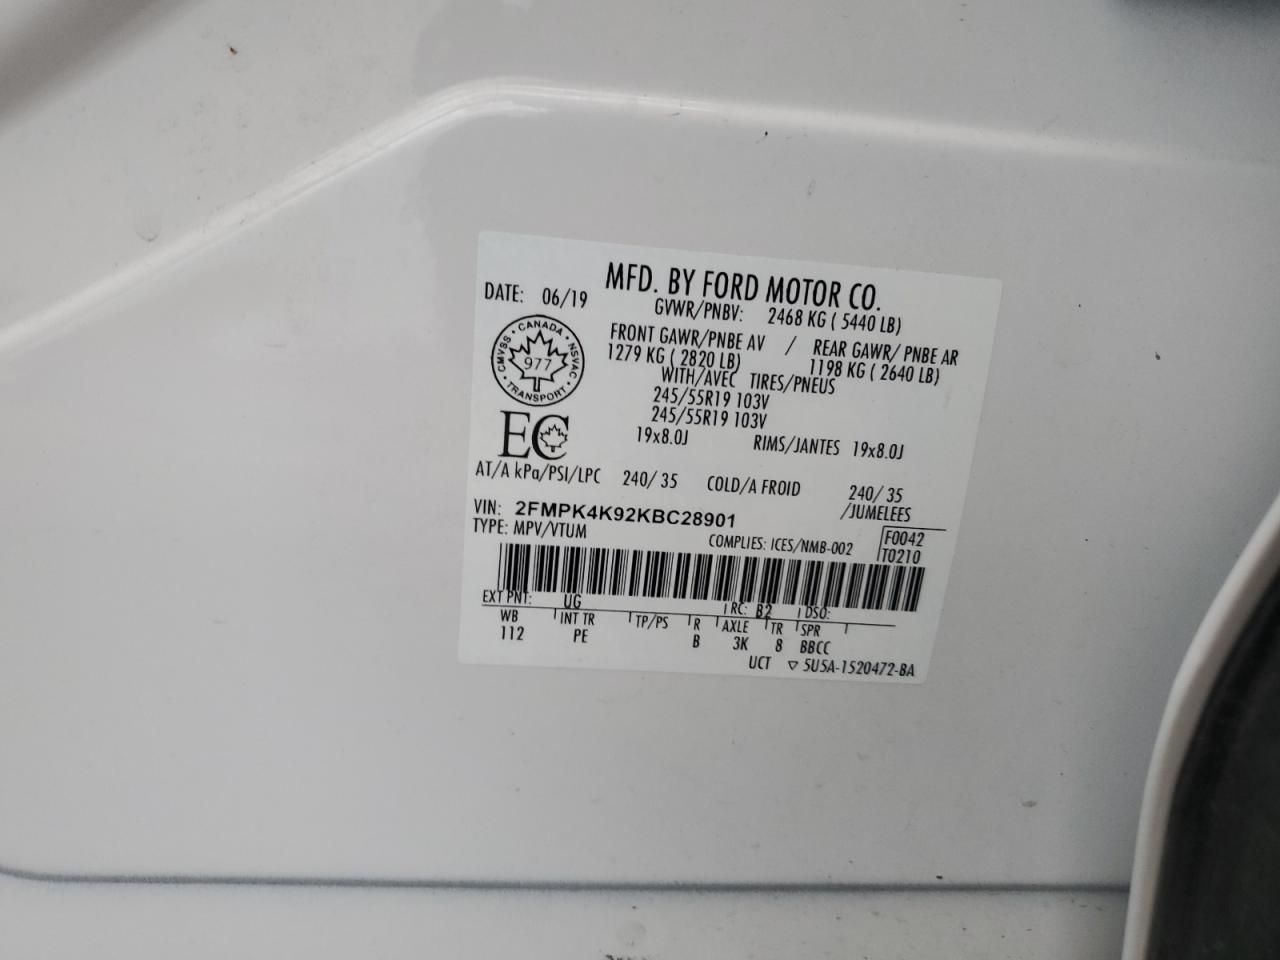 MFD. BY FORD MOTOR CO.
DATE: 06/19
GVWR/PNBV: 2468 KG ( 5440 LB)
FRONT GAWR/PNBE AV / REAR GAWR/ PNBE AR
1279 KG ( 2820 LB) 1198 KG ( 2640 LB)
WITH/AVEC TIRES/PNEUS
245/55R19 103V
245/55R19 103V
19x8.0J RIMS/JANTES 19x8.0J
CANADA
CMVSS • NSVAC
977
TRANSPORT
EC
AT/A kPa/PSI/LPC 240/ 35 COLD/A FROID 240/ 35
/JUMELEES
VIN: 2FMPK4K92KBC28901
TYPE: MPV/VTUM COMPLIES: ICES/NMB-002
F0042
T0210
EXT PNT: UG RC: B2 DSO:
WB INT TR TP/PS R AXLE TR SPR
112 PE B 3K 8 BBCC
UCT ▽ 5U5A-1520472-BA